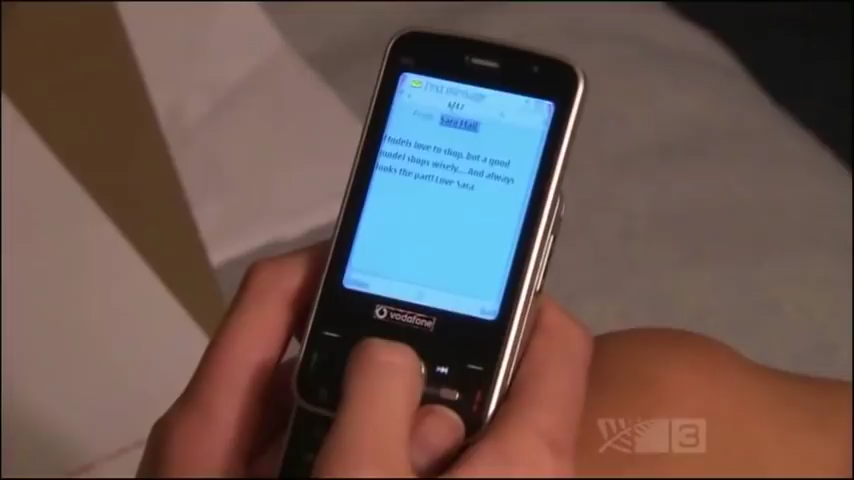 Text message
From: Sara Mail
Models love to shop, but a good
model shops wisely....And always
looks the part! Love Sara
vodafone
3